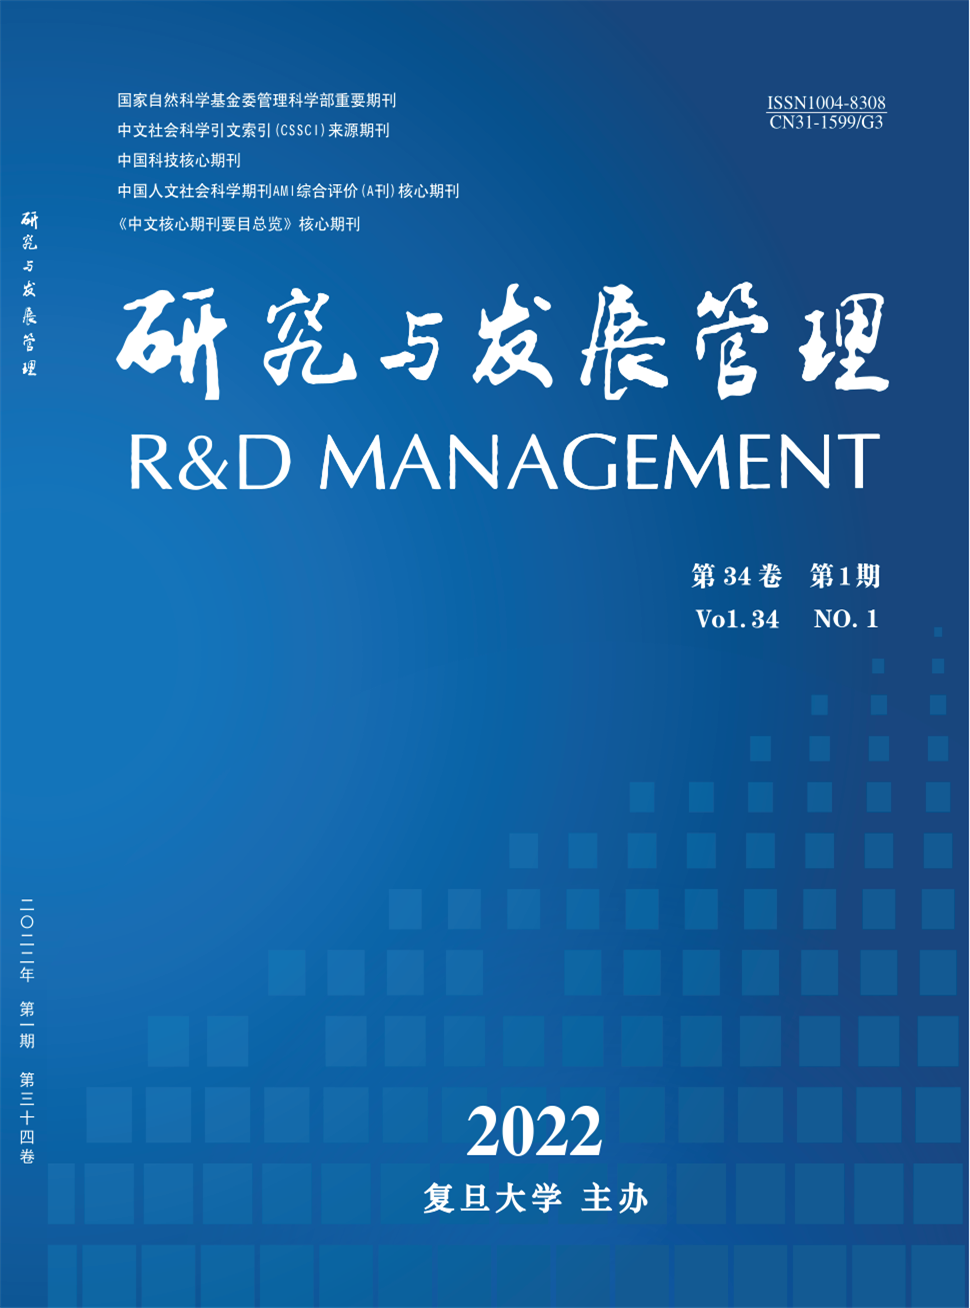 国家自然科学基金委管理科学部重要期刊
中文社会科学引文索引(CSSCI)来源期刊
中国科技核心期刊
中国人文社会科学期刊AMI综合评价(A刊)核心期刊
《中文核心期刊要目总览》核心期刊
ISSN1004-8308
CN31-1599/G3
研究与发展管理
研究与发展管理
R&D MANAGEMENT
第 34 卷 第 1 期
Vol. 34 NO. 1
二〇二二年 第一期 第三十四卷
2022
复旦大学 主办